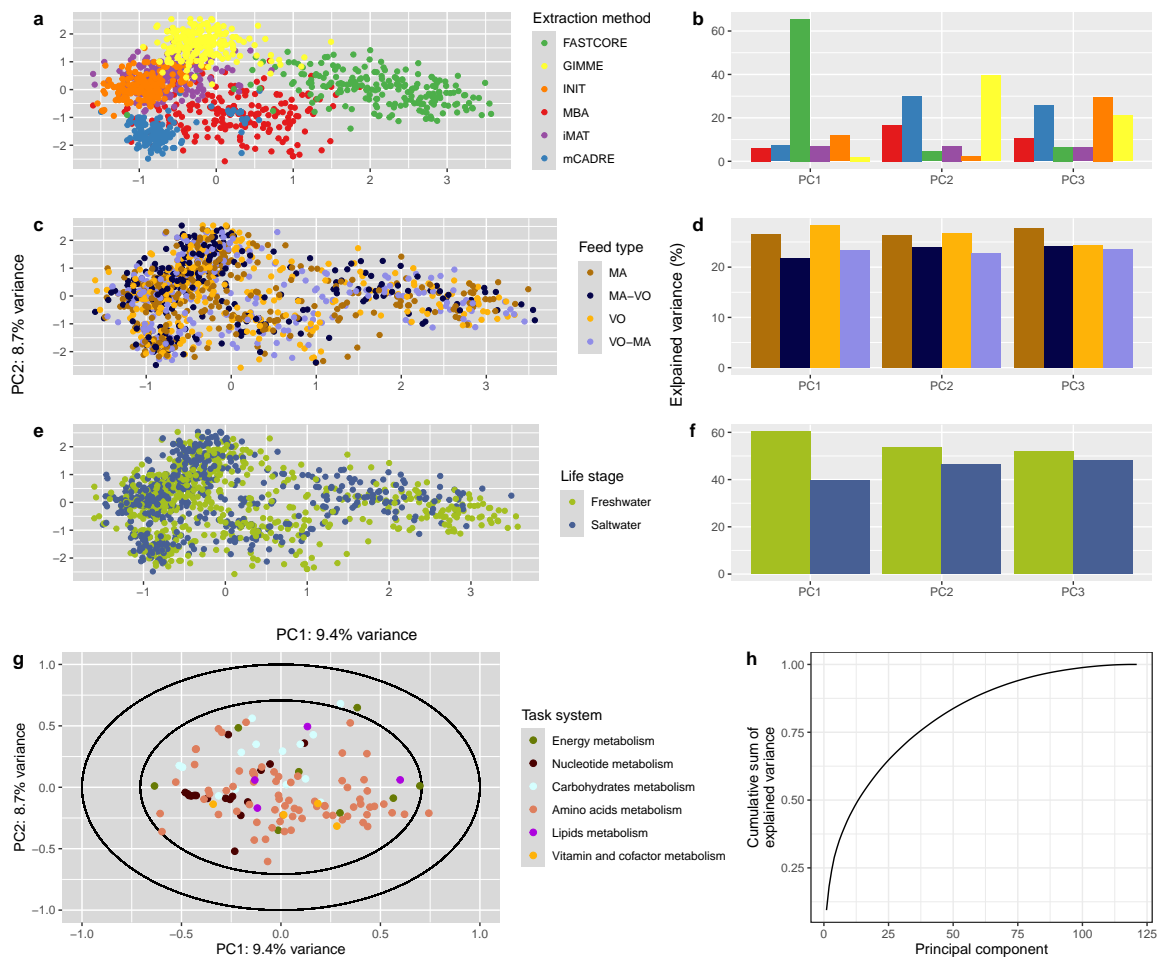 a
2
1
0
−1
−2
−1
0
1
2
3
Extraction method
FASTCORE
GIMME
INIT
MBA
iMAT
mCADRE
b
60
40
20
0
PC1
PC2
PC3
c
2
1
0
−1
−2
−1
0
1
2
3
PC2: 8.7% variance
Feed type
MA
MA−VO
VO
VO−MA
d
20
0
PC1
PC2
PC3
Exlpained variance (%)
e
2
1
0
−1
−2
−1
0
1
2
3
Life stage
Freshwater
Saltwater
PC1: 9.4% variance
f
60
40
20
0
PC1
PC2
PC3
g
1.0
0.5
0.0
−0.5
−1.0
−1.0
−0.5
0.0
0.5
1.0
PC2: 8.7% variance
PC1: 9.4% variance
Task system
Energy metabolism
Nucleotide metabolism
Carbohydrates metabolism
Amino acids metabolism
Lipids metabolism
Vitamin and cofactor metabolism
h
1.00
0.75
0.50
0.25
0
25
50
75
100
125
Cumulative sum of
explained variance
Principal component